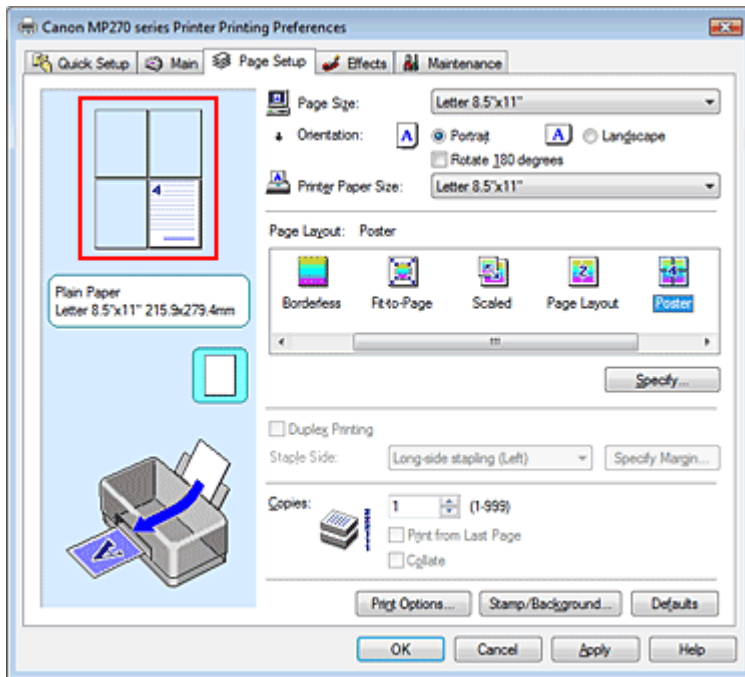 Canon MP270 series Printer Printing Preferences
Quick Setup Main Page Setup Effects Maintenance
4
Page Size: Letter 8.5"x11"
Orientation: A Portrait A Landscape
Rotate 180 degrees
Printer Paper Size: Letter 8.5"x11"
Page Layout: Poster
Plain Paper
Letter 8.5"x11" 215.9x279.4mm
2 4
Borderless Fit-to-Page Scaled Page Layout Poster
Specify...
Duplex Printing
Staple Side: Long-side stapling (Left) Specify Margin...
Copies: 1 (1-999)
Print from Last Page
Collate
A
Print Options... Stamp/Background... Defaults
OK Cancel Apply Help